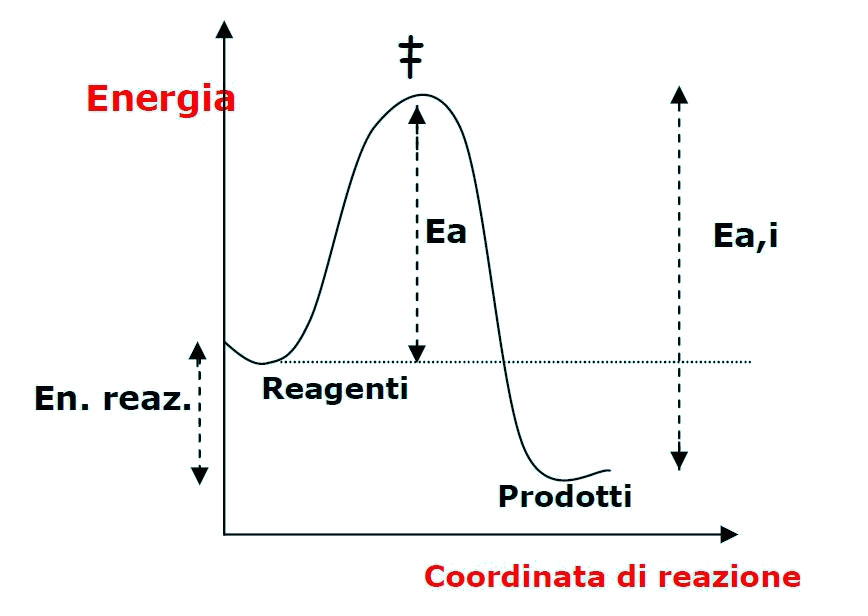 ‡
Energia
Ea
Ea,i
Reagenti
En. reaz.
Prodotti
Coordinata di reazione